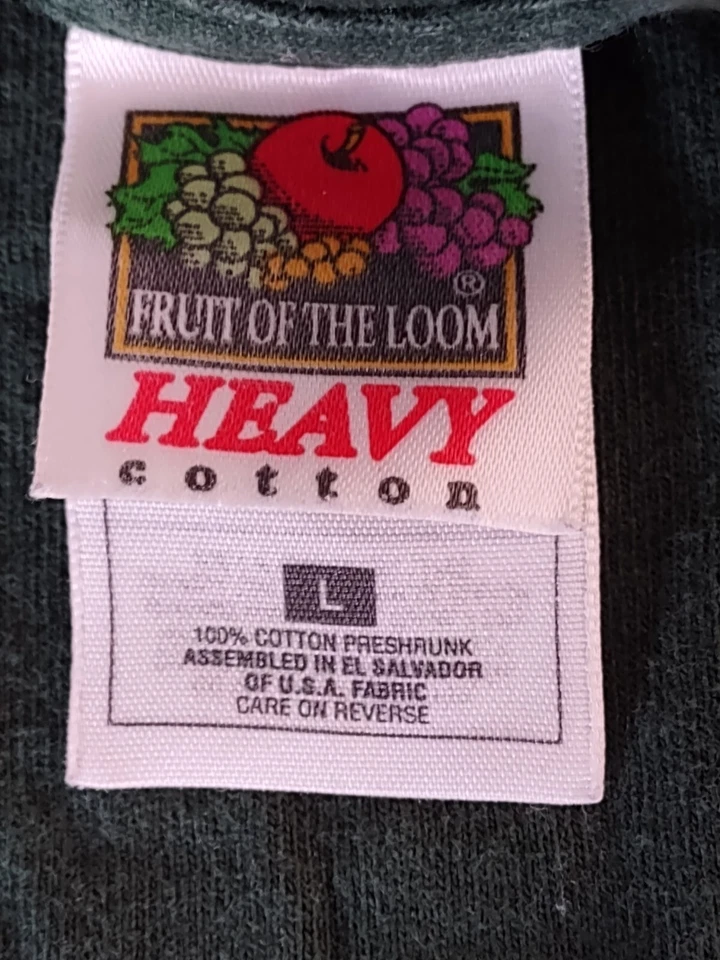 ®
FRUIT OF THE LOOM
HEAVY
cotton
L
100% COTTON PRESHRUNK
ASSEMBLED IN EL SALVADOR
OF U.S.A. FABRIC
CARE ON REVERSE